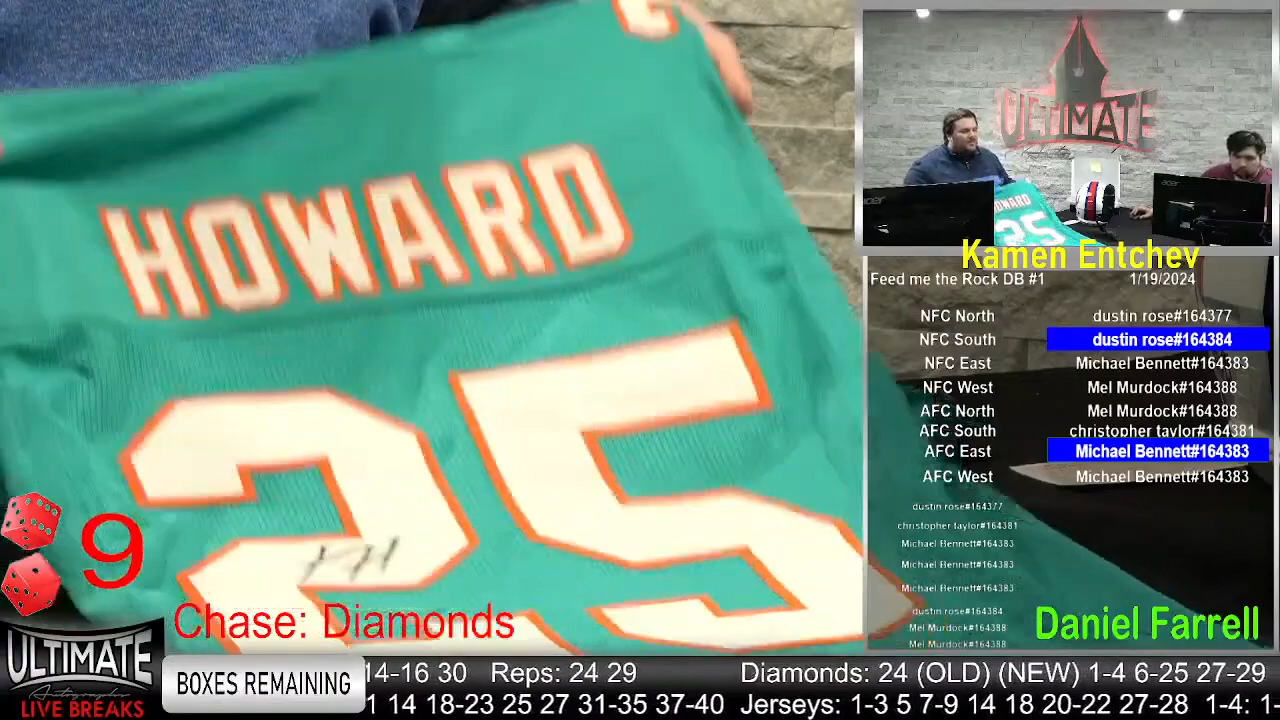 HOWARD
25
9
Chase: Diamonds
ULTIMATE
Autographs
LIVE BREAKS
BOXES REMAINING
14-16 30 Reps: 24 29 Diamonds: 24 (OLD) (NEW) 1-4 6-25 27-29
1 14 18-23 25 27 31-35 37-40 Jerseys: 1-3 5 7-9 14 18 20-22 27-28 1-4: 1-
ULTIMATE
acer
HOWARD
25
acer
Kamen Entchev
Feed me the Rock DB #1 1/19/2024
NFC North dustin rose#164377
NFC South dustin rose#164384
NFC East Michael Bennett#164383
NFC West Mel Murdock#164388
AFC North Mel Murdock#164388
AFC South christopher taylor#164381
AFC East Michael Bennett#164383
AFC West Michael Bennett#164383
dustin rose#164377
christopher taylor#164381
Michael Bennett#164383
Michael Bennett#164383
Michael Bennett#164383
dustin rose#164384
Mel Murdock#164388
Mel Murdock#164388
Daniel Farrell